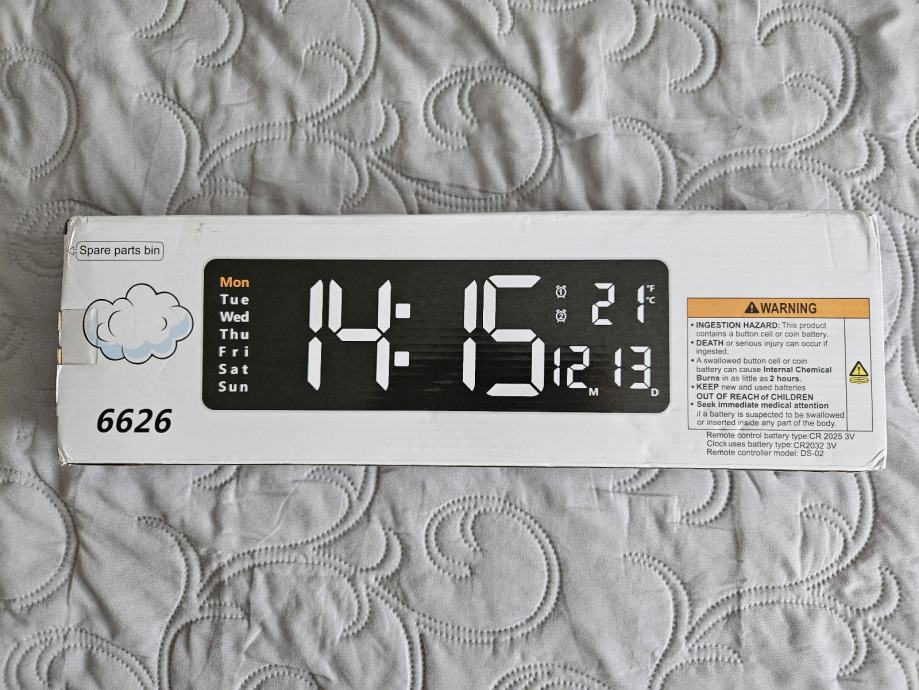 Spare parts bin
6626
Mon
Tue
Wed
Thu
Fri
Sat
Sun
14:15
1
2
21 °F
°C
12 M 13 D
WARNING
• INGESTION HAZARD: This product
contains a button cell or coin battery.
• DEATH or serious injury can occur if
ingested.
• A swallowed button cell or coin
battery can cause Internal Chemical
Burns in as little as 2 hours.
• KEEP new and used batteries
OUT OF REACH of CHILDREN
• Seek immediate medical attention
if a battery is suspected to be swallowed
or inserted inside any part of the body.
Remote control battery type:CR 2025 3V
Clock uses battery type:CR2032 3V
Remote controller model: DS-02